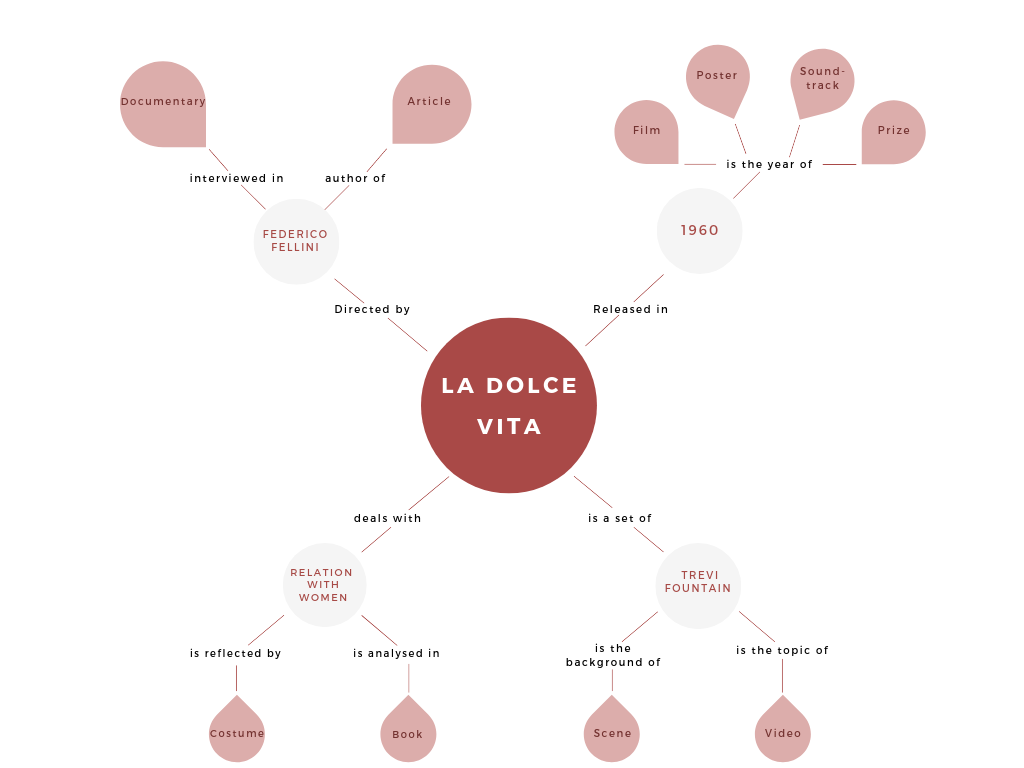 Documentary
Article
Poster
Sound-
track
Film
Prize
is the year of
interviewed in
author of
FEDERICO
FELLINI
1960
Directed by
Released in
LA DOLCE
VITA
deals with
is a set of
RELATION
WITH
WOMEN
TREVI
FOUNTAIN
is reflected by
is analysed in
is the
background of
is the topic of
Costume
Book
Scene
Video